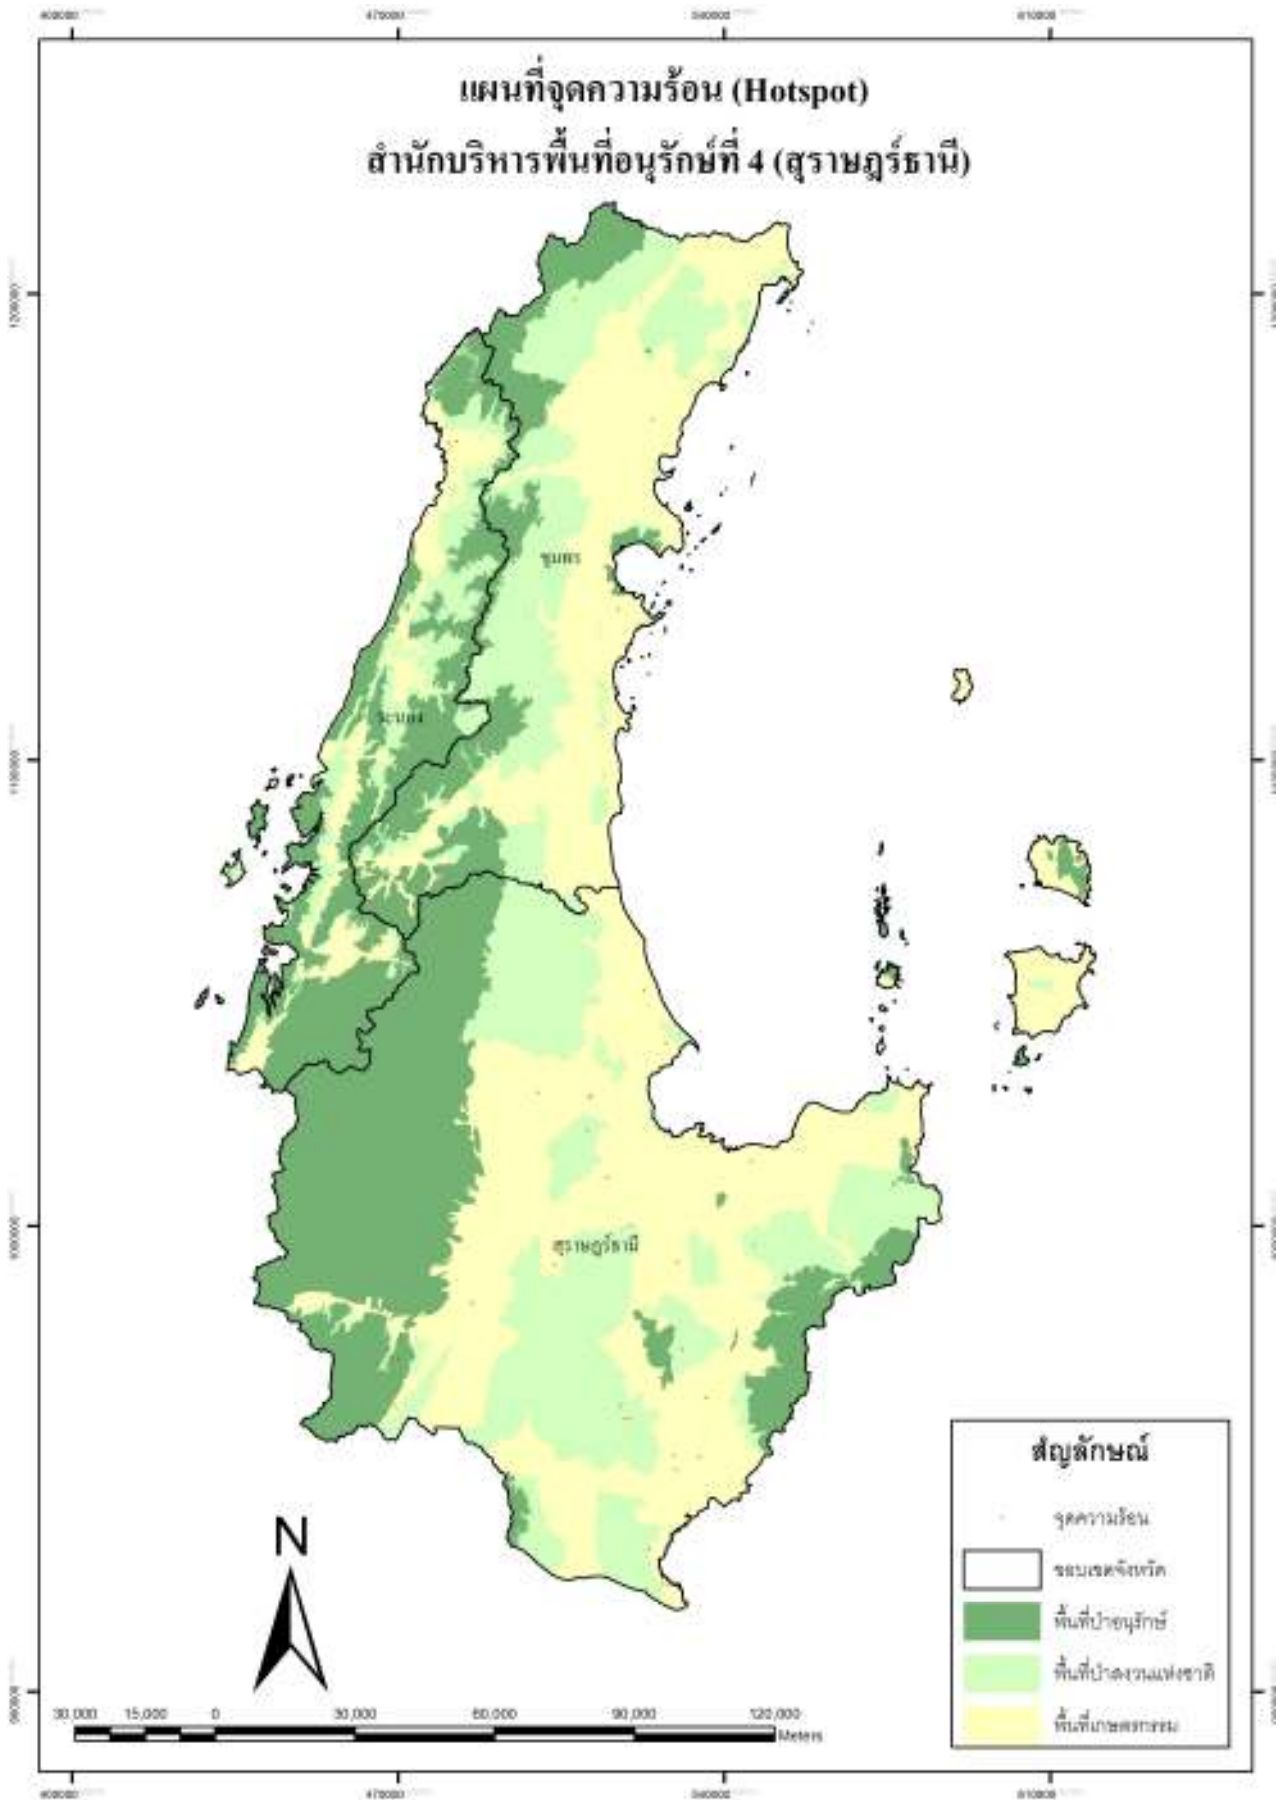 แผนที่จุดความร้อน (Hotspot)
สำนักบริหารพื้นที่อนุรักษ์ที่ 4 (สุราษฎร์ธานี)
ชุมพร
ระนอง
สุราษฎร์ธานี
สัญลักษณ์
จุดความร้อน
ขอบเขตจังหวัด
พื้นที่ป่าอนุรักษ์
พื้นที่ป่าสงวนแห่งชาติ
พื้นที่เกษตรกรรม
N
30,000 15,000 0 30,000 60,000 90,000 120,000
Meters